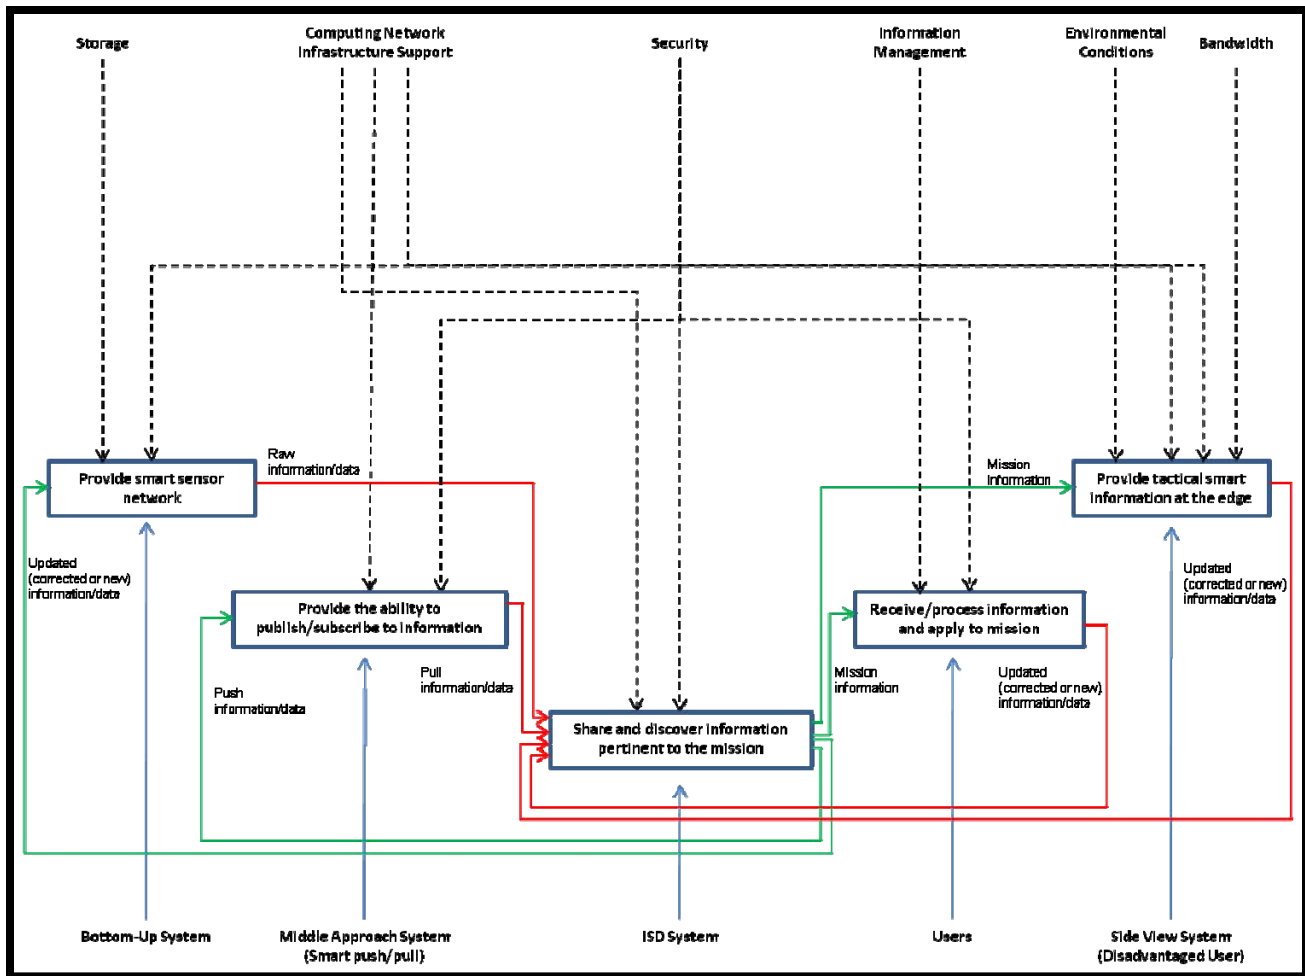 Storage
Computing Network
Infrastructure Support
Security
Information
Management
Environmental
Conditions
Bandwidth
Raw
information/data
Provide smart sensor
network
Mission
Information
Provide tactical smart
information at the edge
Updated
(corrected or new)
information/data
Updated
(corrected or new)
information/data
Provide the ability to
publish/subscribe to information
Receive/process information
and apply to mission
Push
information/data
Pull
information/data
Mission
information
Updated
(corrected or new)
information/data
Share and discover information
pertinent to the mission
Bottom-Up System
Middle Approach System
(Smart push/pull)
ISD System
Users
Side View System
(Disadvantaged User)